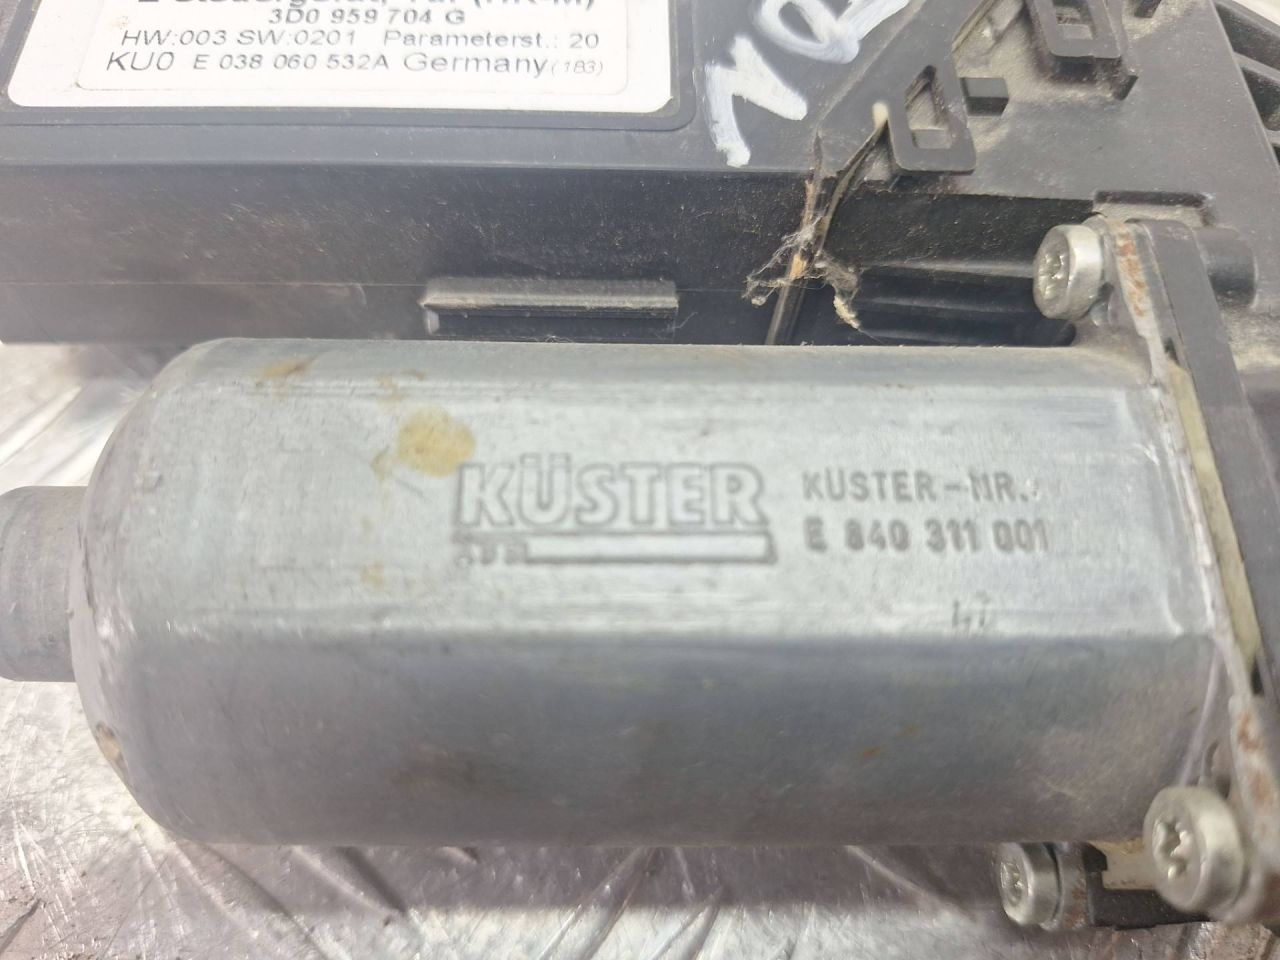 3D0 959 704 G
HW:003 SW:0201 Parameterst.: 20
KU0 E 038 060 532A Germany (183)
KÜSTER
KÜSTER-NR.:
E 840 311 001